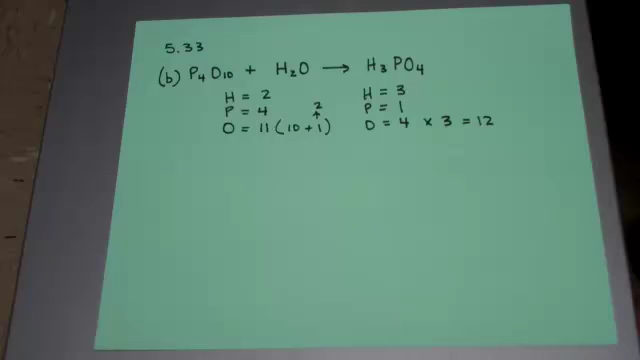 5.33
(b) P4O10 + H2O → H3PO4
H = 2 H = 3
P = 4 2 P = 1
O = 11 (10 + 1) O = 4 x 3 = 12